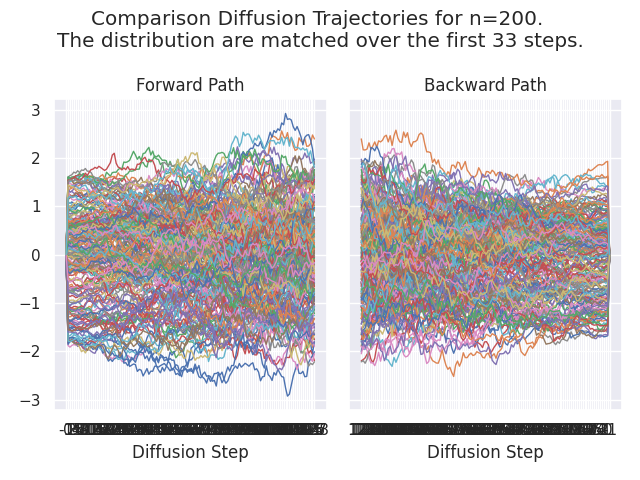 Comparison Diffusion Trajectories for n=200.
The distribution are matched over the first 33 steps.
Forward Path
Backward Path
3
2
1
0
−1
−2
−3
Diffusion Step
Diffusion Step